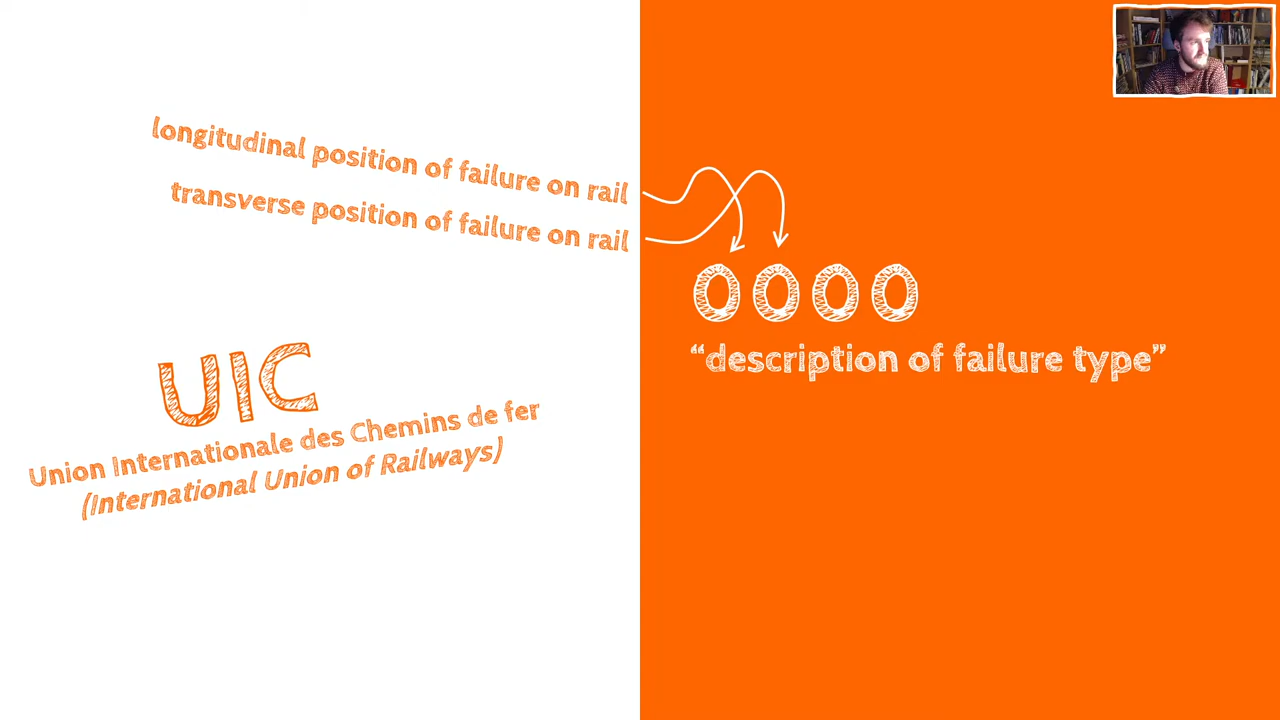 longitudinal position of failure on rail
transverse position of failure on rail
0000
“description of failure type”
UIC
Union Internationale des Chemins de fer
(International Union of Railways)